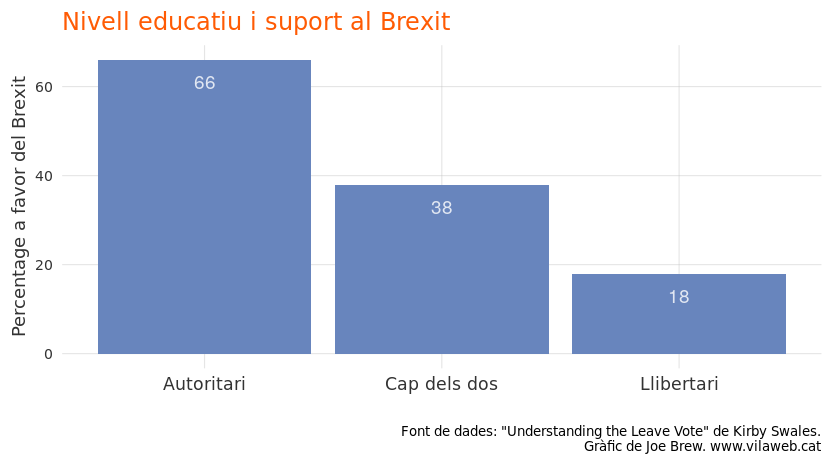 Nivell educatiu i suport al Brexit
Percentage a favor del Brexit
60
40
20
0
66
38
18
Autoritari
Cap dels dos
Llibertari
Font de dades: "Understanding the Leave Vote" de Kirby Swales.
Gràfic de Joe Brew. www.vilaweb.cat